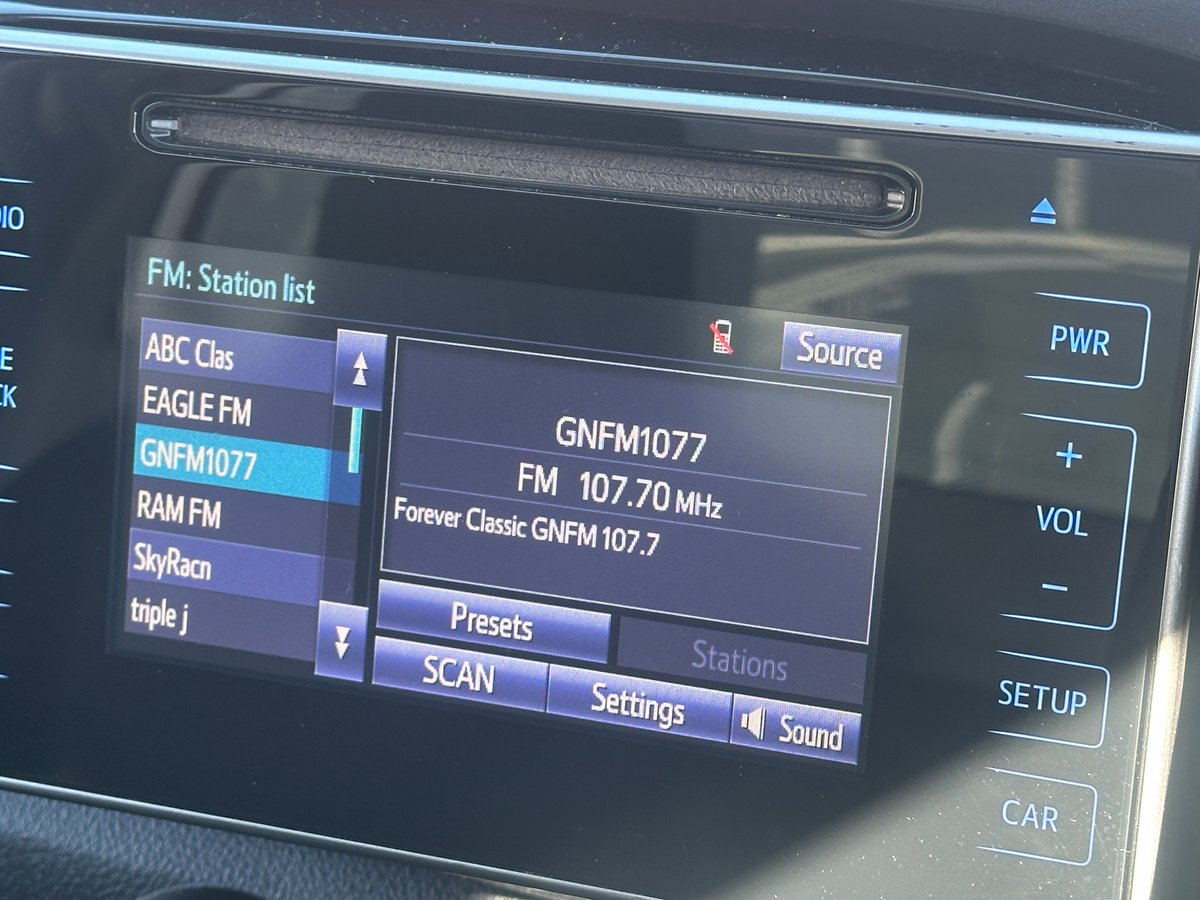 FM: Station list
Source
ABC Clas
EAGLE FM
GNFM1077
RAM FM
SkyRacn
triple j
GNFM1077
FM 107.70 MHz
Forever Classic GNFM 107.7
Presets
Stations
SCAN
Settings
Sound
PWR
+
VOL
−
SETUP
CAR